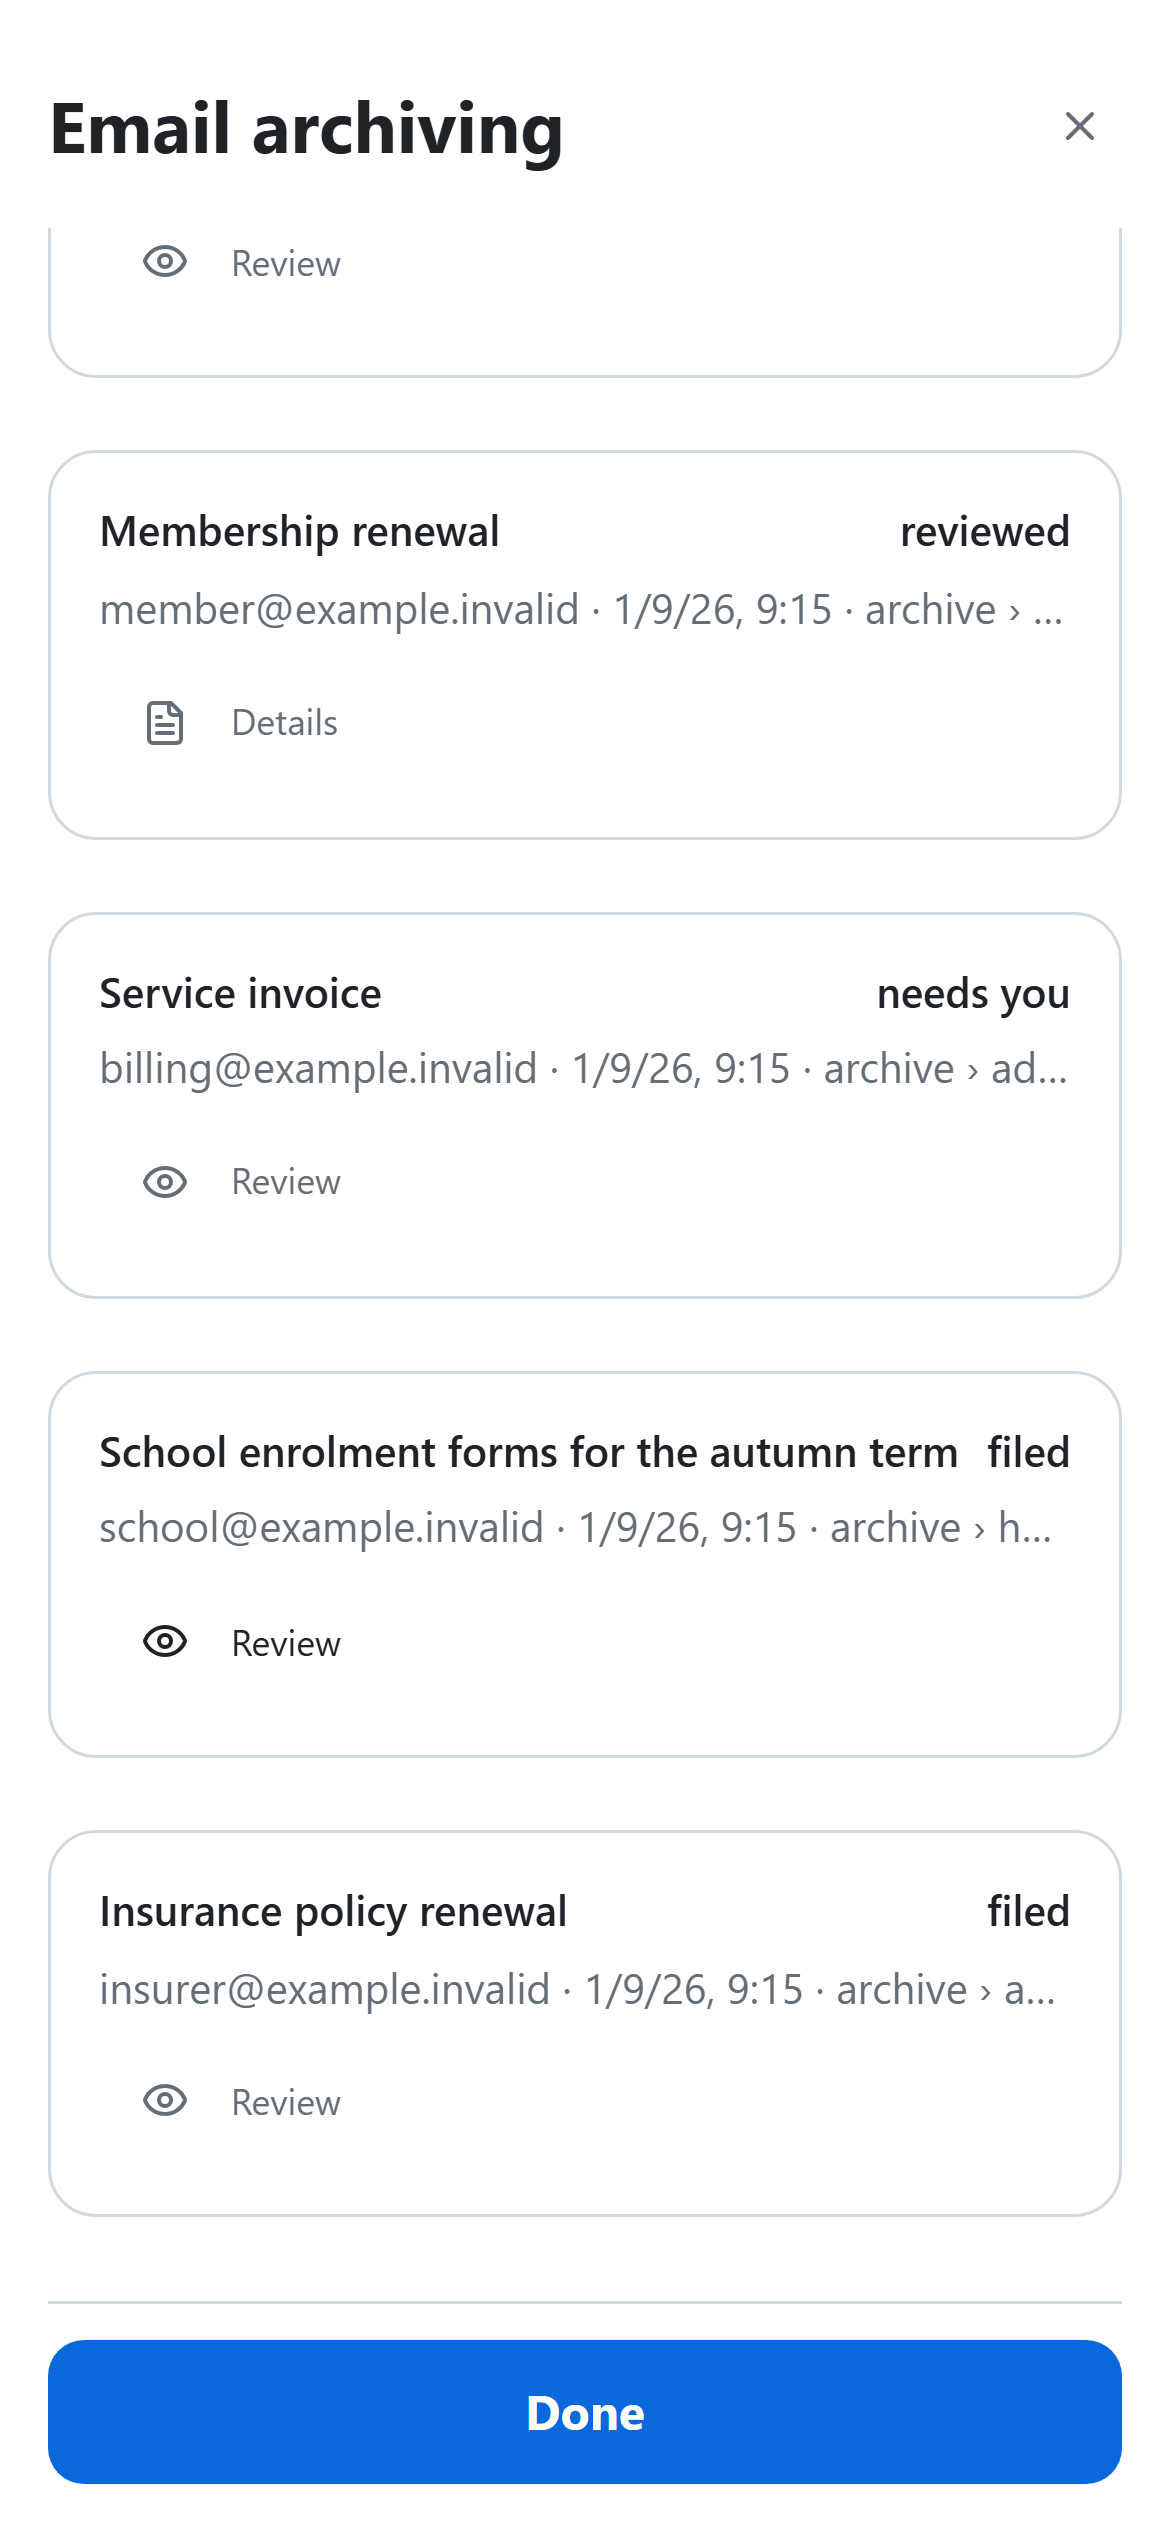 Email archiving
Review
Membership renewal reviewed
member@example.invalid · 1/9/26, 9:15 · archive › ...
Details
Service invoice needs you
billing@example.invalid · 1/9/26, 9:15 · archive › ad...
Review
School enrolment forms for the autumn term filed
school@example.invalid · 1/9/26, 9:15 · archive › h...
Review
Insurance policy renewal filed
insurer@example.invalid · 1/9/26, 9:15 · archive › a...
Review
Done